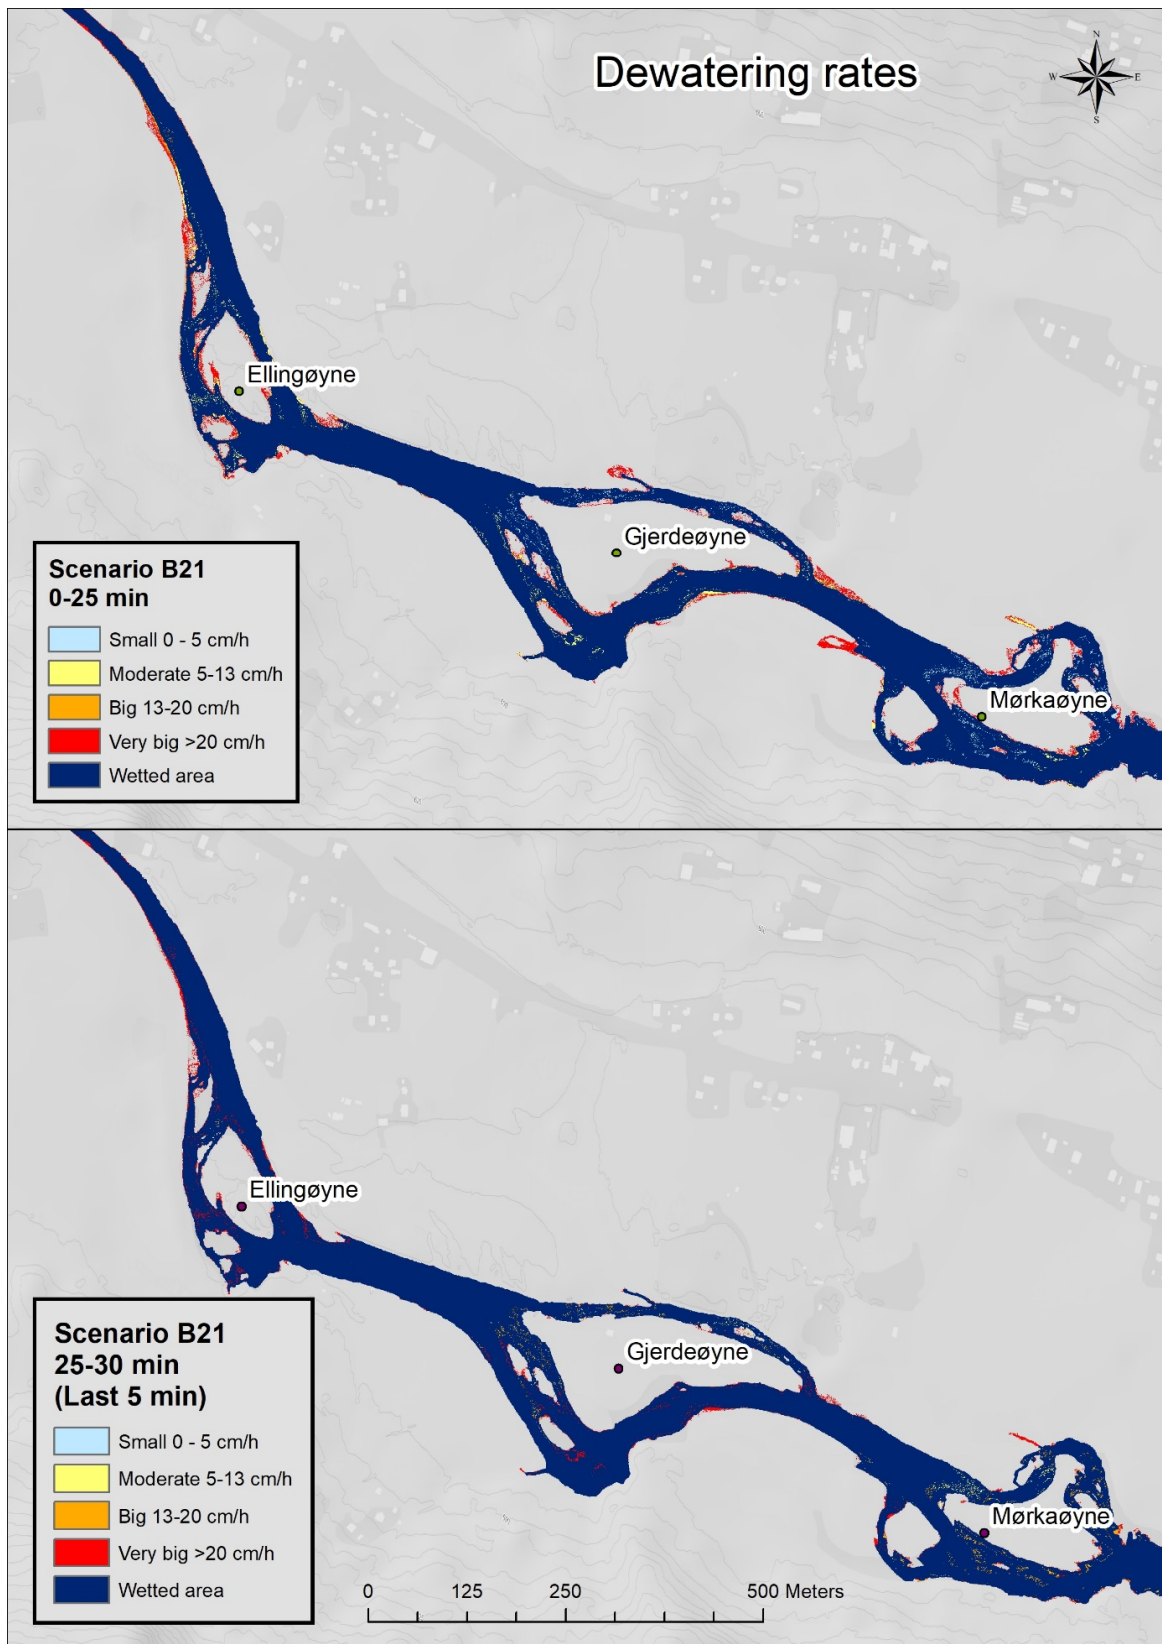 Dewatering rates
N
W
E
S
Ellingøyne
Gjerdeøyne
Mørkaøyne
Scenario B21
0-25 min
Small 0 - 5 cm/h
Moderate 5-13 cm/h
Big 13-20 cm/h
Very big >20 cm/h
Wetted area
Ellingøyne
Gjerdeøyne
Mørkaøyne
Scenario B21
25-30 min
(Last 5 min)
Small 0 - 5 cm/h
Moderate 5-13 cm/h
Big 13-20 cm/h
Very big >20 cm/h
Wetted area
0 125 250 500 Meters